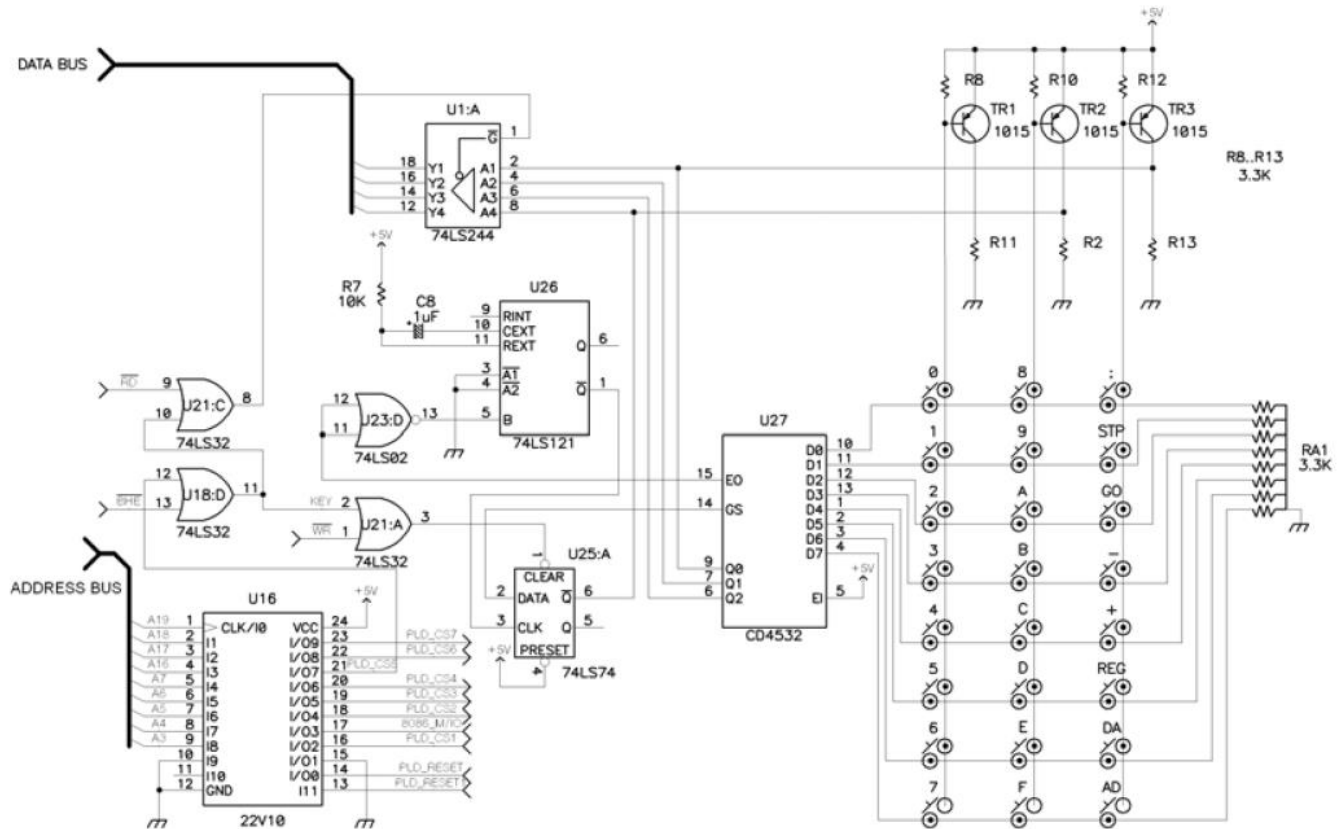 +5V
DATA BUS
R8
R10
R12
TR1
1015
TR2
1015
TR3
1015
R8..R13
3.3K
U1:A
G
1
18 Y1 A1 2
16 Y2 A2 4
14 Y3 A3 6
12 Y4 A4 8
74LS244
R11
R2
R13
+5V
R7
10K
C8
+
1uF
U26
9 RINT
10 CEXT
11 REXT
Q 6
3 A1
4 A2
Q 1
5 B
74LS121
RD
9
10
U21:C
8
74LS32
12
11
U23:D
13
74LS02
BHE
12
13
U18:D
11
74LS32
KEY
2
WR
1
U21:A
3
74LS32
U27
D0 10
D1 11
D2 12
D3 13
D4 1
D5 2
D6 3
D7 4
15 EO
14 GS
9 Q0
7 Q1
6 Q2
EI 5
+5V
CD4532
U25:A
1
CLEAR
2 DATA Q 6
3 CLK Q 5
PRESET
+5V
4
74LS74
0 8 :
1 9 STP
2 A GO
3 B -
4 C +
5 D REG
6 E DA
7 F AD
RA1
3.3K
ADDRESS BUS
U16
+5V
A19 1 CLK/I0 VCC 24
A18 2 I1 I/O9 23 PLD_CS7
A17 3 I2 I/O8 22 PLD_CS6
A16 4 I3 I/O7 21 PLD_CS5
A7 5 I4 I/O6 20 PLD_CS4
A6 6 I5 I/O5 19 PLD_CS3
A5 7 I6 I/O4 18 PLD_CS2
A4 8 I7 I/O3 17 8086_M/IO
A3 9 I8 I/O2 16 PLD_CS1
10 I9 I/O1 15
11 I10 I/O0 14 PLD_RESET
12 GND I11 13 PLD_RESET
22V10